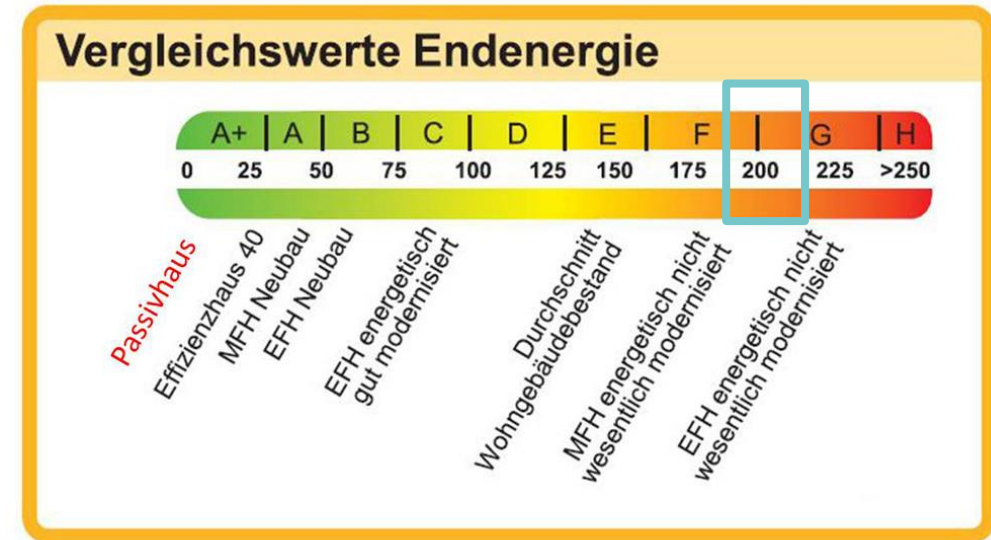 Vergleichswerte Endenergie
A+ | A | B | C | D | E | F | G | H
0 25 50 75 100 125 150 175 200 225 >250
Passivhaus
Effizienzhaus 40
MFH Neubau
EFH Neubau
EFH energetisch
gut modernisiert
Durchschnitt
Wohngebäudebestand
MFH energetisch nicht
wesentlich modernisiert
EFH energetisch nicht
wesentlich modernisiert